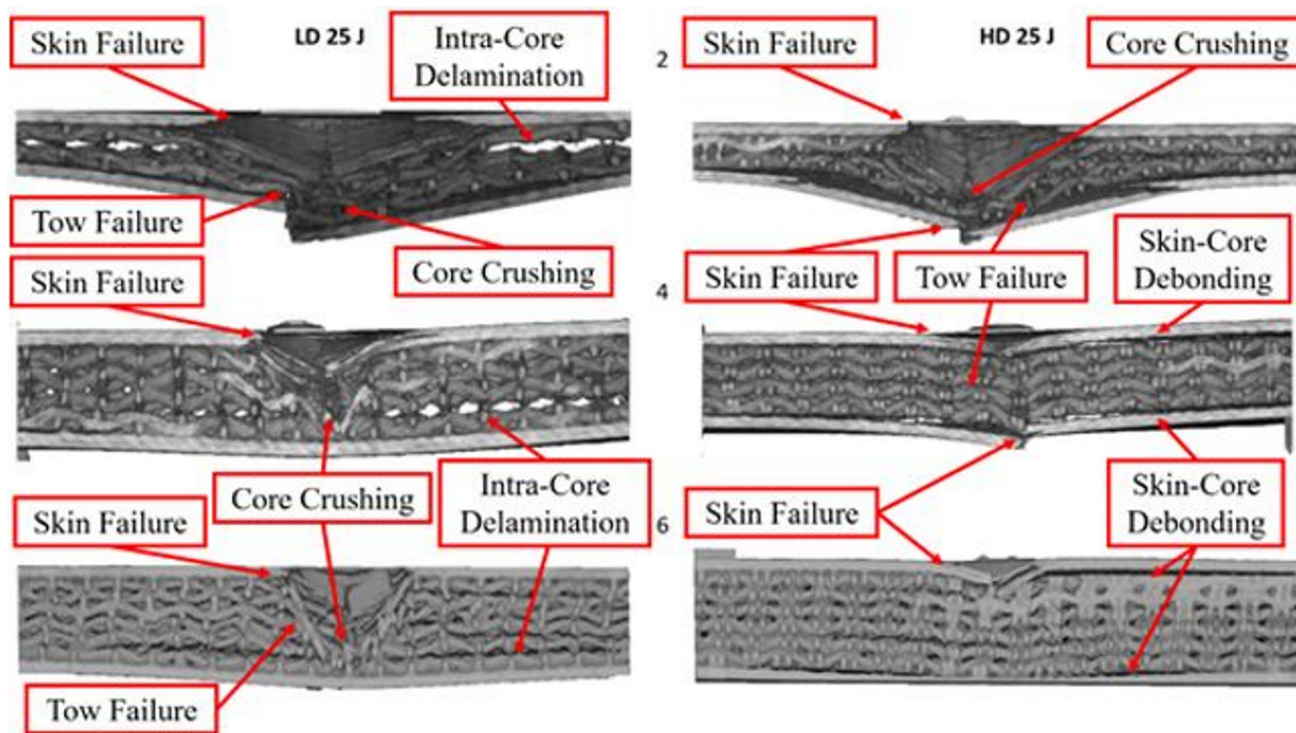 Skin Failure
LD 25 J
Intra-Core
Delamination
2
Skin Failure
HD 25 J
Core Crushing
Tow Failure
Core Crushing
Skin Failure
4
Skin Failure
Tow Failure
Skin-Core
Debonding
Skin Failure
Core Crushing
Intra-Core
Delamination
6
Skin Failure
Skin-Core
Debonding
Tow Failure